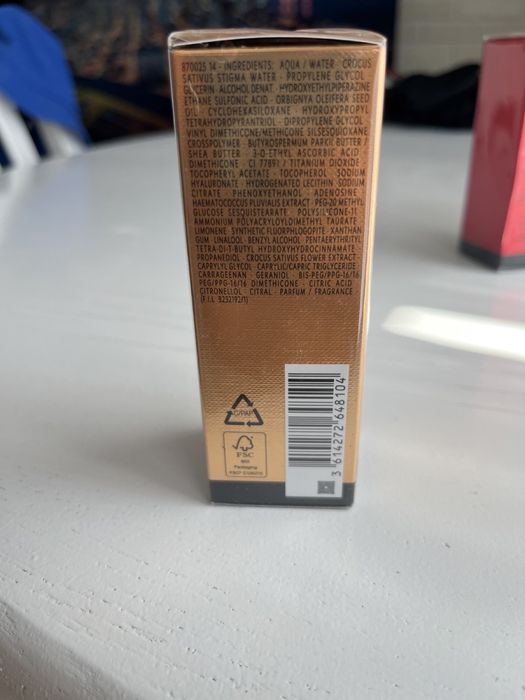 870025 14 - INGREDIENTS: AQUA / WATER - CROCUS
SATIVUS STIGMA WATER - PROPYLENE GLYCOL
GLYCERIN ALCOHOL DENAT. - HYDROXYETHYLPIPERAZINE
ETHANE SULFONIC ACID - ORBIGNYA OLEIFERA SEED
OIL - CYCLOHEXASILOXANE - HYDROXYPROPYL
TETRAHYDROPYRANTRIOL - DIPROPYLENE GLYCOL -
VINYL DIMETHICONE/METHICONE SILSESQUIOXANE
CROSSPOLYMER - BUTYROSPERMUM PARKII BUTTER /
SHEA BUTTER - 3-O-ETHYL ASCORBIC ACID
DIMETHICONE - CI 77891 / TITANIUM DIOXIDE -
TOCOPHERYL ACETATE - TOCOPHEROL SODIUM
HYALURONATE - HYDROGENATED LECITHIN - SODIUM
CITRATE - PHENOXYETHANOL - ADENOSINE -
HAEMATOCOCCUS PLUVIALIS EXTRACT - PEG-20 METHYL
GLUCOSE SESQUISTEARATE - POLYSILICONE-11
AMMONIUM POLYACRYLOYLDIMETHYL TAURATE -
LIMONENE SYNTHETIC FLUORPHLOGOPITE - XANTHAN
GUM - LINALOOL - BENZYL ALCOHOL - PENTAERYTHRITYL
TETRA-DI-T-BUTYL HYDROXYHYDROCINNAMATE -
PROPANEDIOL - CROCUS SATIVUS FLOWER EXTRACT -
CAPRYLYL GLYCOL - CAPRYLIC/CAPRIC TRIGLYCERIDE
CARRAGEENAN - GERANIOL - BIS-PEG/PPG-16/16
PEG/PPG-16/16 DIMETHICONE - CITRIC ACID
CITRONELLOL - CITRAL - PARFUM / FRAGRANCE
(F.I.L. B232192/1)
C/PAP
FSC
MIX
Packaging
3 614272 648104